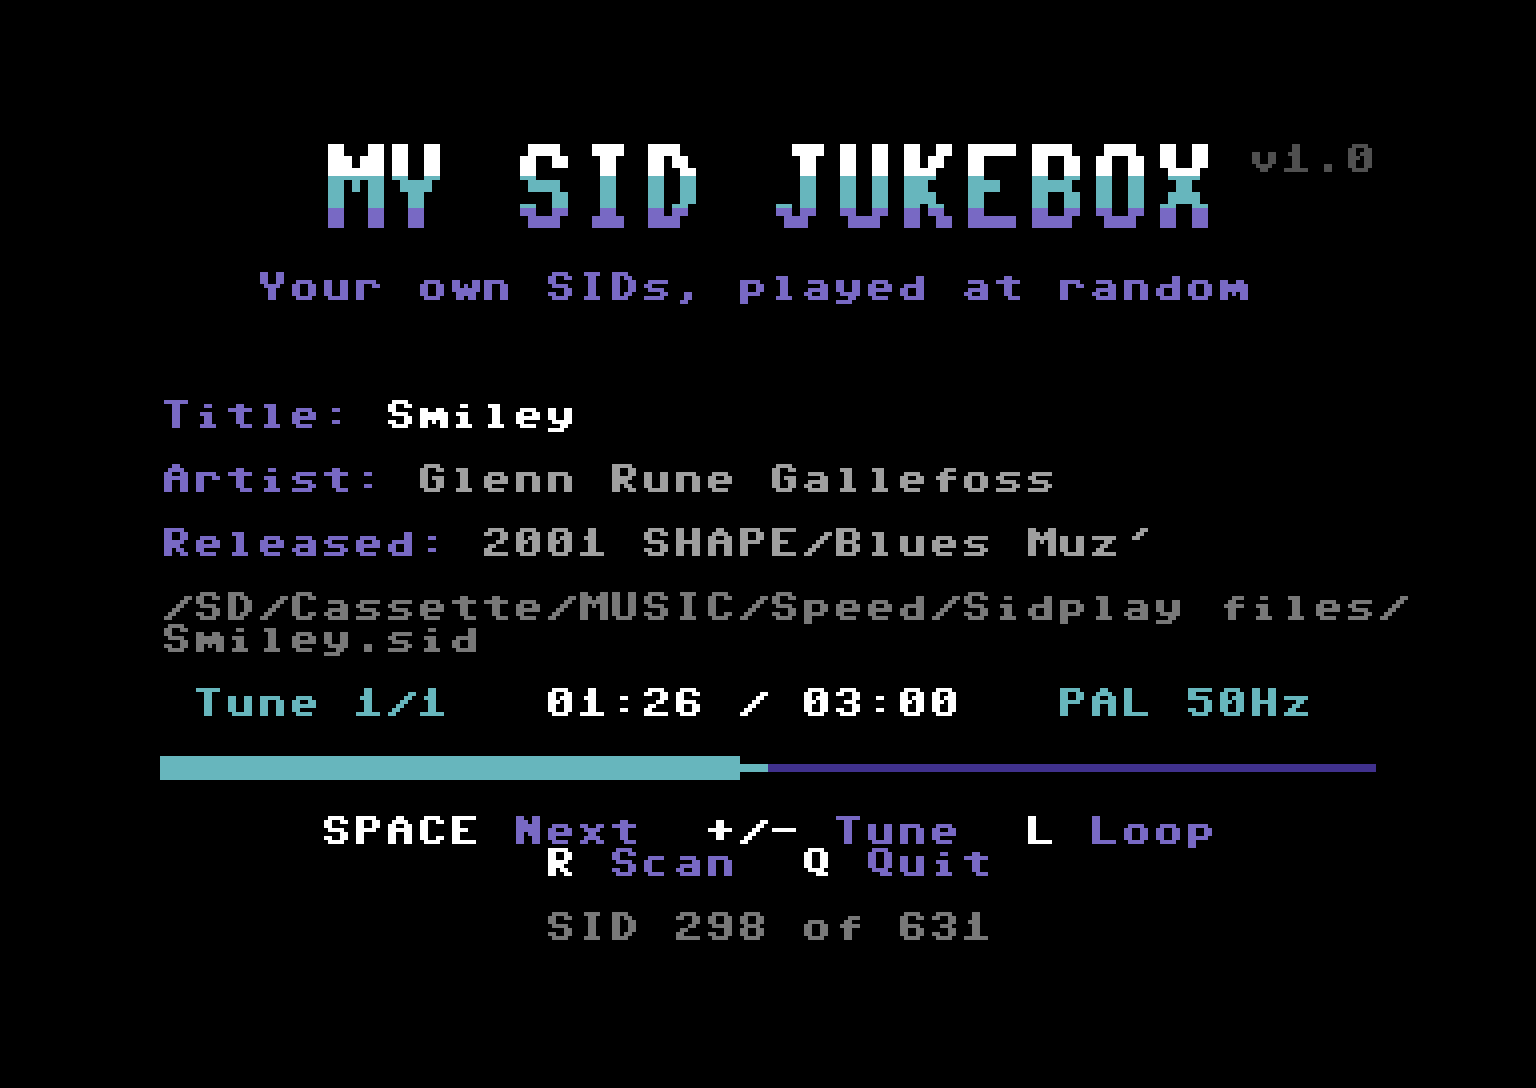 MY SID JUKEBOX v1.0
Your own SIDs, played at random
Title: Smiley
Artist: Glenn Rune Gallefoss
Released: 2001 SHAPE/Blues Muz'
/SD/Cassette/MUSIC/Speed/Sidplay files/
Smiley.sid
Tune 1/1 01:26 / 03:00 PAL 50Hz
SPACE Next +/- Tune L Loop
R Scan Q Quit
SID 298 of 631